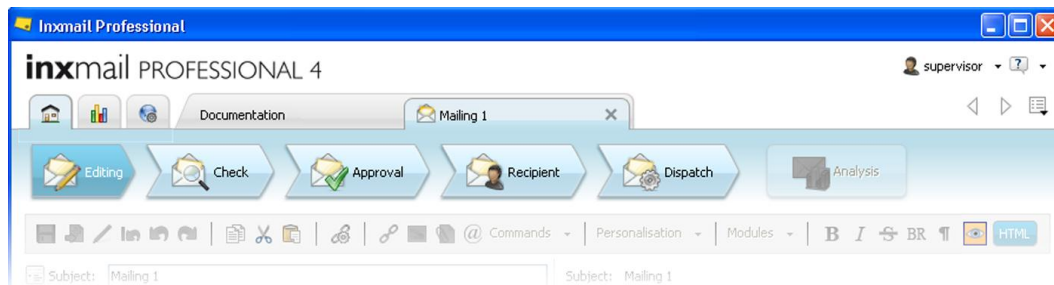 Inxmail Professional
inxmail PROFESSIONAL 4
supervisor ?
Documentation Mailing 1
Editing Check Approval Recipient Dispatch Analysis
@ Commands Personalisation Modules B I S BR ¶ HTML
Subject: Mailing 1 Subject: Mailing 1